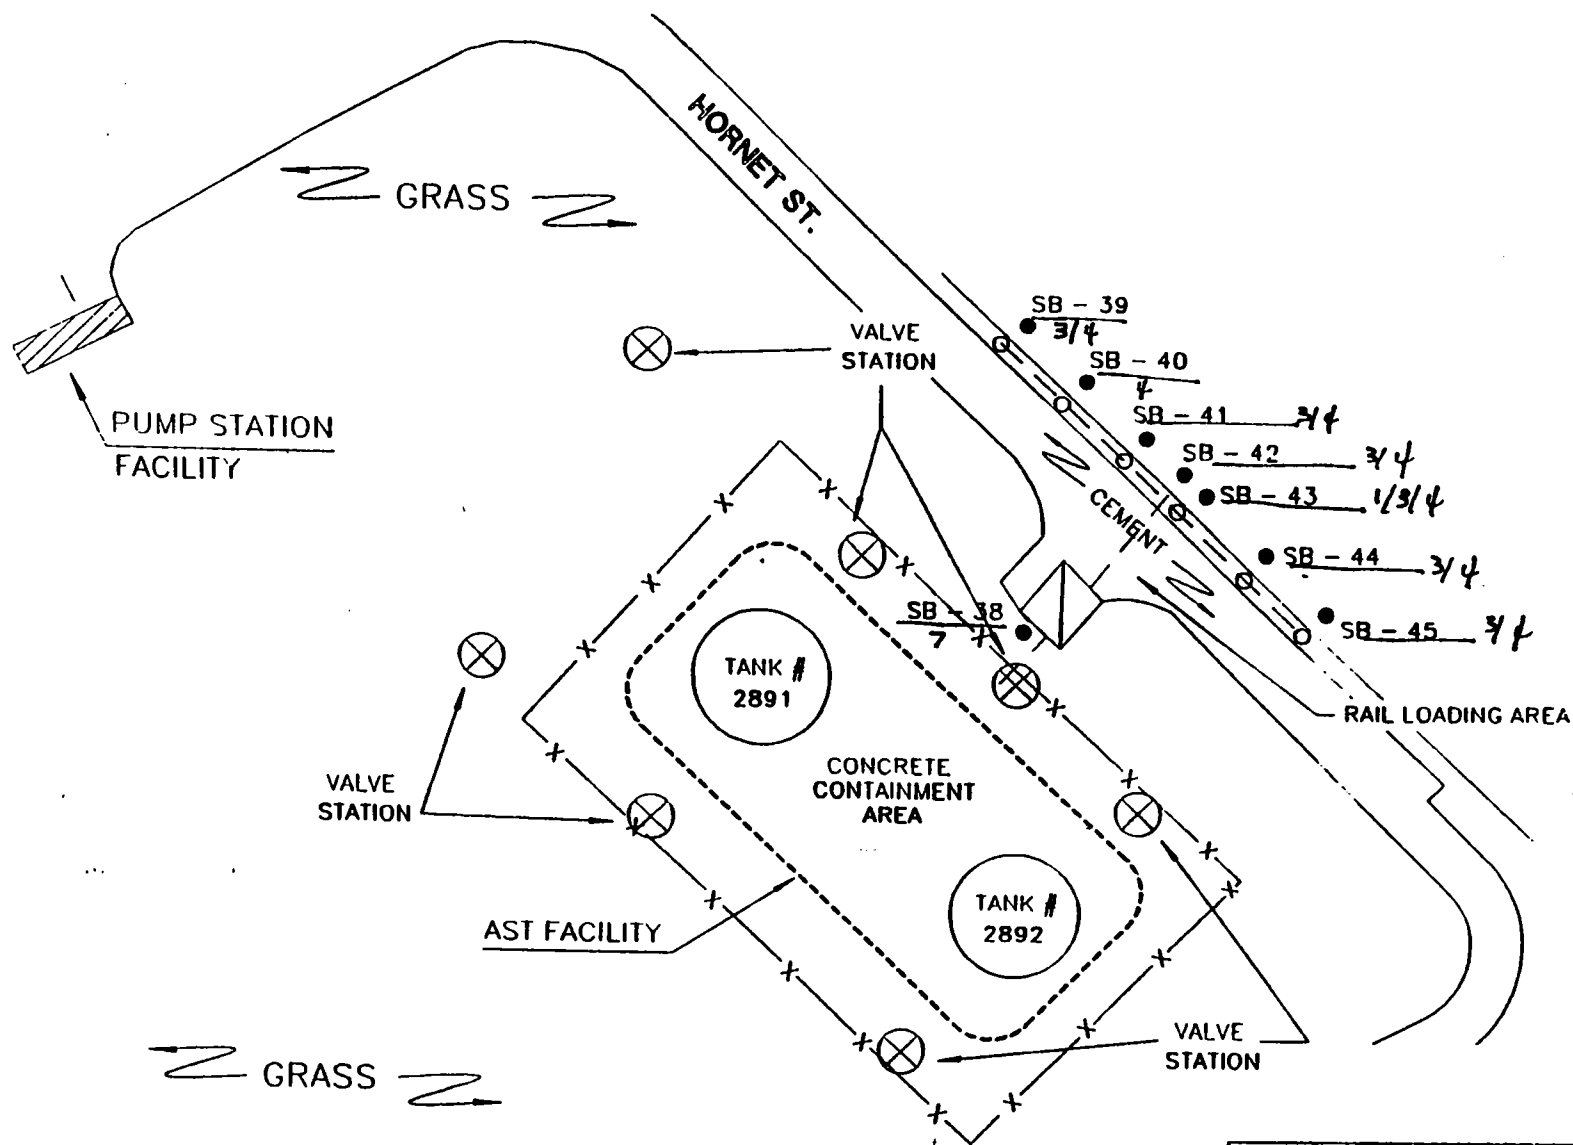 HORNET ST.
GRASS
SB - 39
3/4
VALVE
STATION
SB - 40
4
PUMP STATION
FACILITY
SB - 41 3/4
SB - 42 3/4
SB - 43 1/3/4
CEMENT
SB - 44 3/4
SB - 38
7
SB - 45 3/4
TANK #
2891
RAIL LOADING AREA
VALVE
STATION
CONCRETE
CONTAINMENT
AREA
TANK #
2892
AST FACILITY
VALVE
STATION
GRASS